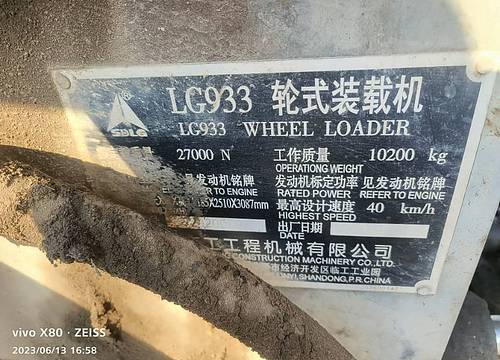 SDLG
LG933 轮式装载机
LG933 WHEEL LOADER
27000 N 工作质量 10200 kg
OPERATIONG WEIGHT
见发动机铭牌 发动机标定功率 见发动机铭牌
REFER TO ENGINE RATED POWER REFER TO ENGINE
X2510X3087mm 最高设计速度 40 km/h
HIGHEST SPEED
出厂日期
DATE
工工程机械有限公司
CONSTRUCTION MACHINERY CO.,LTD.
市经济开发区临工工业园
SHANDONG,P.R.CHINA
vivo X80 · ZEISS
2023/06/13 16:58